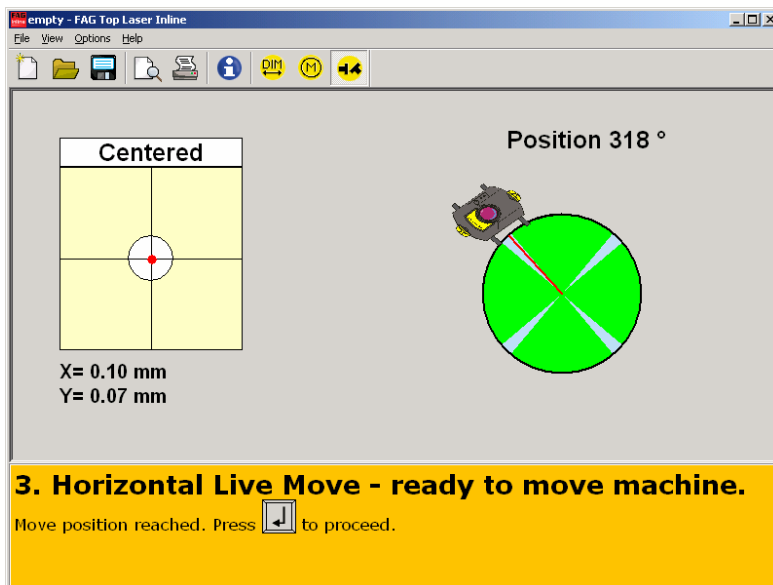 empty - FAG Top Laser Inline
File View Options Help
DIM M
Centered
Position 318 °
X= 0.10 mm
Y= 0.07 mm
3. Horizontal Live Move - ready to move machine.
Move position reached. Press to proceed.